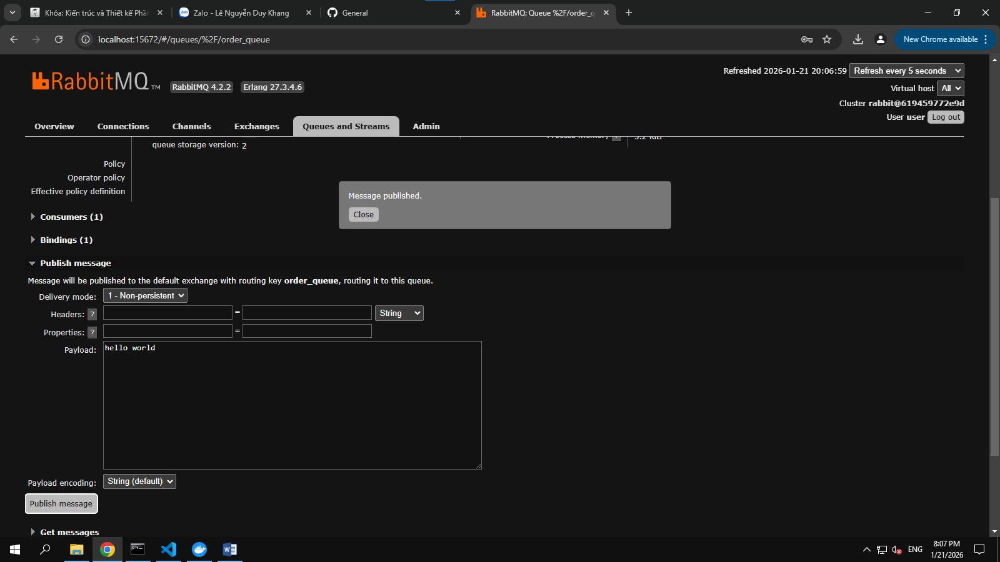 Khóa: Kiến trúc và Thiết kế Phần
Zalo - Lê Nguyễn Duy Khang
General
RabbitMQ: Queue %2F/order_q
localhost:15672/#/queues/%2F/order_queue
New Chrome available
RabbitMQ TM
RabbitMQ 4.2.2
Erlang 27.3.4.6
Refreshed 2026-01-21 20:06:59
Refresh every 5 seconds
Virtual host All
Cluster rabbit@619459772e9d
User user Log out
Overview
Connections
Channels
Exchanges
Queues and Streams
Admin
queue storage version: 2
Process memory ? 5.2 KiB
Policy
Operator policy
Effective policy definition
Message published.
Close
Consumers (1)
Bindings (1)
Publish message
Message will be published to the default exchange with routing key order_queue, routing it to this queue.
Delivery mode: 1 - Non-persistent
Headers: ? = String
Properties: ? =
Payload: hello world
Payload encoding: String (default)
Publish message
Get messages
ENG
8:07 PM
1/21/2026